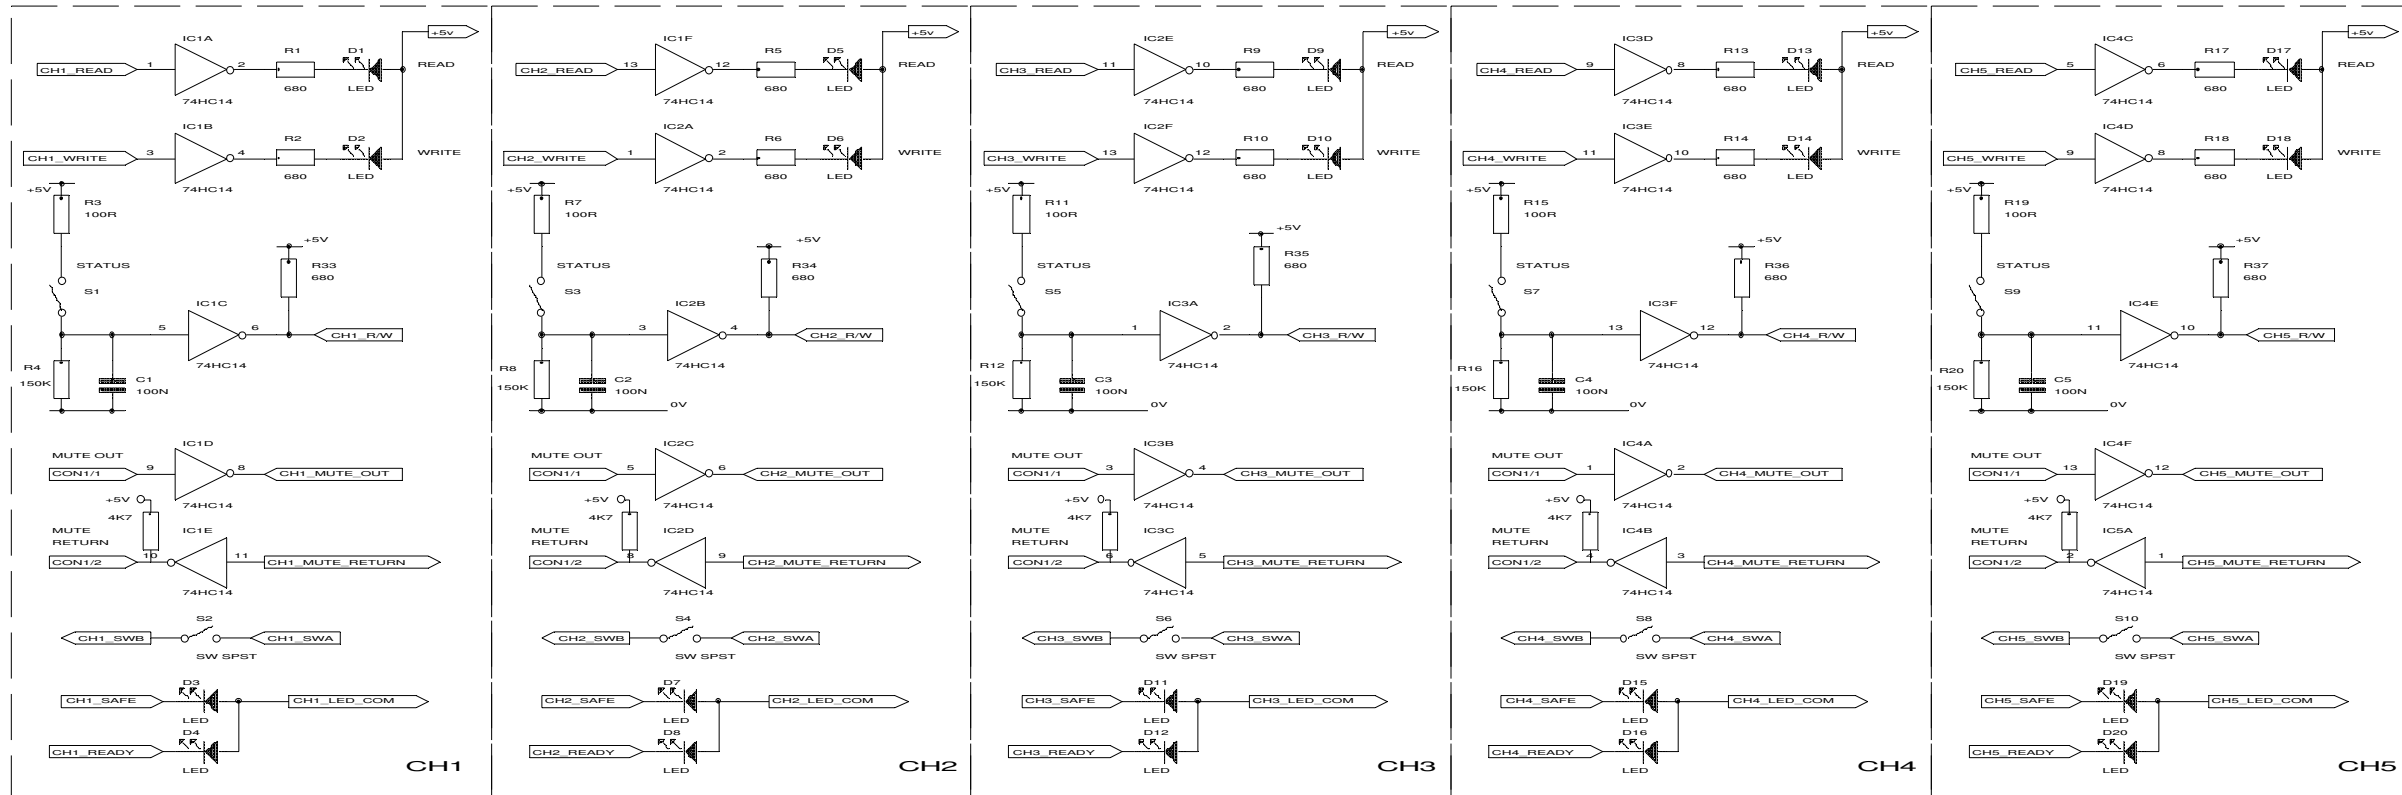 IC1A
R1
D1
+5v
READ
CH1_READ
1
2
680
LED
74HC14
IC1B
R2
D2
WRITE
CH1_WRITE
3
4
680
LED
74HC14
+5V
R3
100R
STATUS
S1
+5V
R33
680
IC1C
5
6
CH1_R/W
74HC14
R4
150K
C1
100N
IC1D
MUTE OUT
CON1/1
9
8
CH1_MUTE_OUT
74HC14
+5V
4K7
IC1E
MUTE
RETURN
CON1/2
10
11
CH1_MUTE_RETURN
74HC14
S2
CH1_SWB
CH1_SWA
SW SPST
D3
CH1_SAFE
CH1_LED_COM
LED
D4
CH1_READY
LED
CH1
IC1F
R5
D5
+5v
READ
CH2_READ
13
12
680
LED
74HC14
IC2A
R6
D6
WRITE
CH2_WRITE
1
2
680
LED
74HC14
+5V
R7
100R
STATUS
S3
+5V
R34
680
IC2B
3
4
CH2_R/W
74HC14
R8
150K
C2
100N
0V
IC2C
MUTE OUT
CON1/1
5
6
CH2_MUTE_OUT
74HC14
+5V
4K7
IC2D
MUTE
RETURN
CON1/2
8
9
CH2_MUTE_RETURN
74HC14
S4
CH2_SWB
CH2_SWA
SW SPST
D7
CH2_SAFE
CH2_LED_COM
LED
D8
CH2_READY
LED
CH2
IC2E
R9
D9
+5v
READ
CH3_READ
11
10
680
LED
74HC14
IC2F
R10
D10
WRITE
CH3_WRITE
13
12
680
LED
74HC14
+5V
R11
100R
STATUS
S5
+5V
R35
680
IC3A
1
2
CH3_R/W
74HC14
R12
150K
C3
100N
0V
IC3B
MUTE OUT
CON1/1
3
4
CH3_MUTE_OUT
74HC14
+5V
4K7
IC3C
MUTE
RETURN
CON1/2
6
5
CH3_MUTE_RETURN
74HC14
S6
CH3_SWB
CH3_SWA
SW SPST
D11
CH3_SAFE
CH3_LED_COM
LED
D12
CH3_READY
LED
CH3
IC3D
R13
D13
+5v
READ
CH4_READ
9
8
680
LED
74HC14
IC3E
R14
D14
WRITE
CH4_WRITE
11
10
680
LED
74HC14
+5V
R15
100R
STATUS
S7
+5V
R36
680
IC3F
13
12
CH4_R/W
74HC14
R16
150K
C4
100N
0V
IC4A
MUTE OUT
CON1/1
1
2
CH4_MUTE_OUT
74HC14
+5V
4K7
IC4B
MUTE
RETURN
CON1/2
4
3
CH4_MUTE_RETURN
74HC14
S8
CH4_SWB
CH4_SWA
SW SPST
D15
CH4_SAFE
CH4_LED_COM
LED
D16
CH4_READY
LED
CH4
IC4C
R17
D17
+5v
READ
CH5_READ
5
6
680
LED
74HC14
IC4D
R18
D18
WRITE
CH5_WRITE
9
8
680
LED
74HC14
+5V
R19
100R
STATUS
S9
+5V
R37
680
IC4E
11
10
CH5_R/W
74HC14
R20
150K
C5
100N
0V
IC4F
MUTE OUT
CON1/1
13
12
CH5_MUTE_OUT
74HC14
+5V
4K7
IC5A
MUTE
RETURN
CON1/2
2
1
CH5_MUTE_RETURN
74HC14
S10
CH5_SWB
CH5_SWA
SW SPST
D19
CH5_SAFE
CH5_LED_COM
LED
D20
CH5_READY
LED
CH5